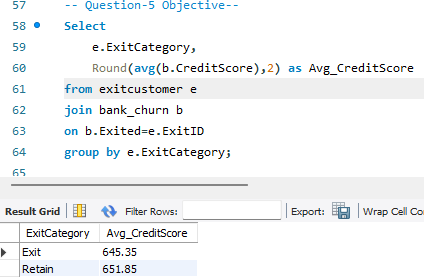 57 -- Question-5 Objective--
58 Select
59 e.ExitCategory,
60 Round(avg(b.CreditScore),2) as Avg_CreditScore
61 from exitcustomer e
62 join bank_churn b
63 on b.Exited=e.ExitID
64 group by e.ExitCategory;
65
Result Grid Filter Rows: Export: Wrap Cell Co
ExitCategory Avg_CreditScore
Exit 645.35
Retain 651.85